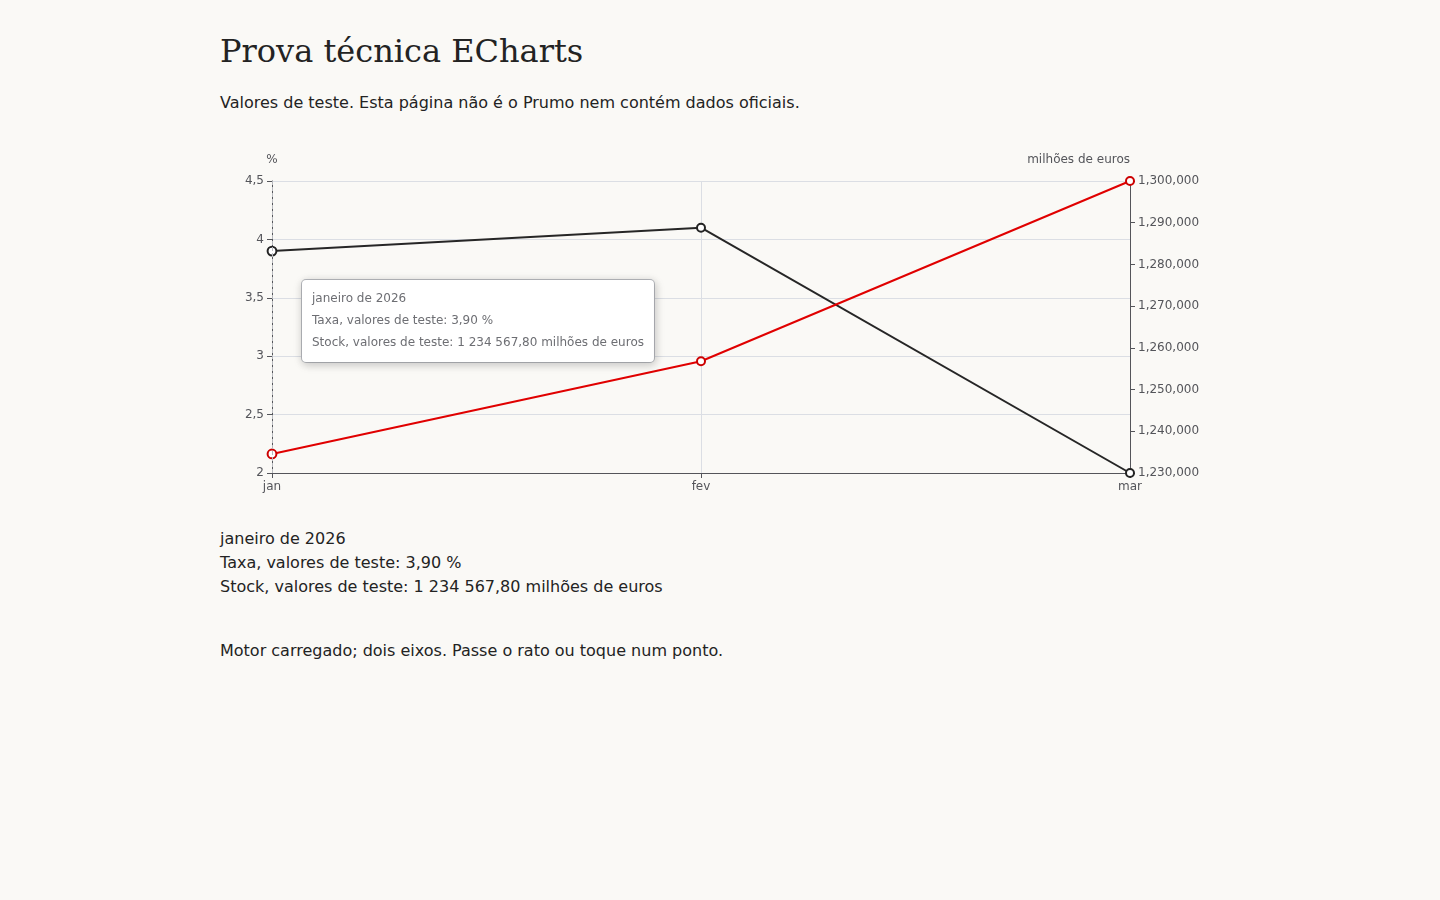 Prova técnica ECharts
Valores de teste. Esta página não é o Prumo nem contém dados oficiais.
% milhões de euros
4,5 1,300,000
1,290,000
4
1,280,000
3,5 1,270,000
janeiro de 2026
Taxa, valores de teste: 3,90 %
Stock, valores de teste: 1 234 567,80 milhões de euros
3 1,260,000
1,250,000
2,5
1,240,000
2 1,230,000
jan fev mar
janeiro de 2026
Taxa, valores de teste: 3,90 %
Stock, valores de teste: 1 234 567,80 milhões de euros
Motor carregado; dois eixos. Passe o rato ou toque num ponto.